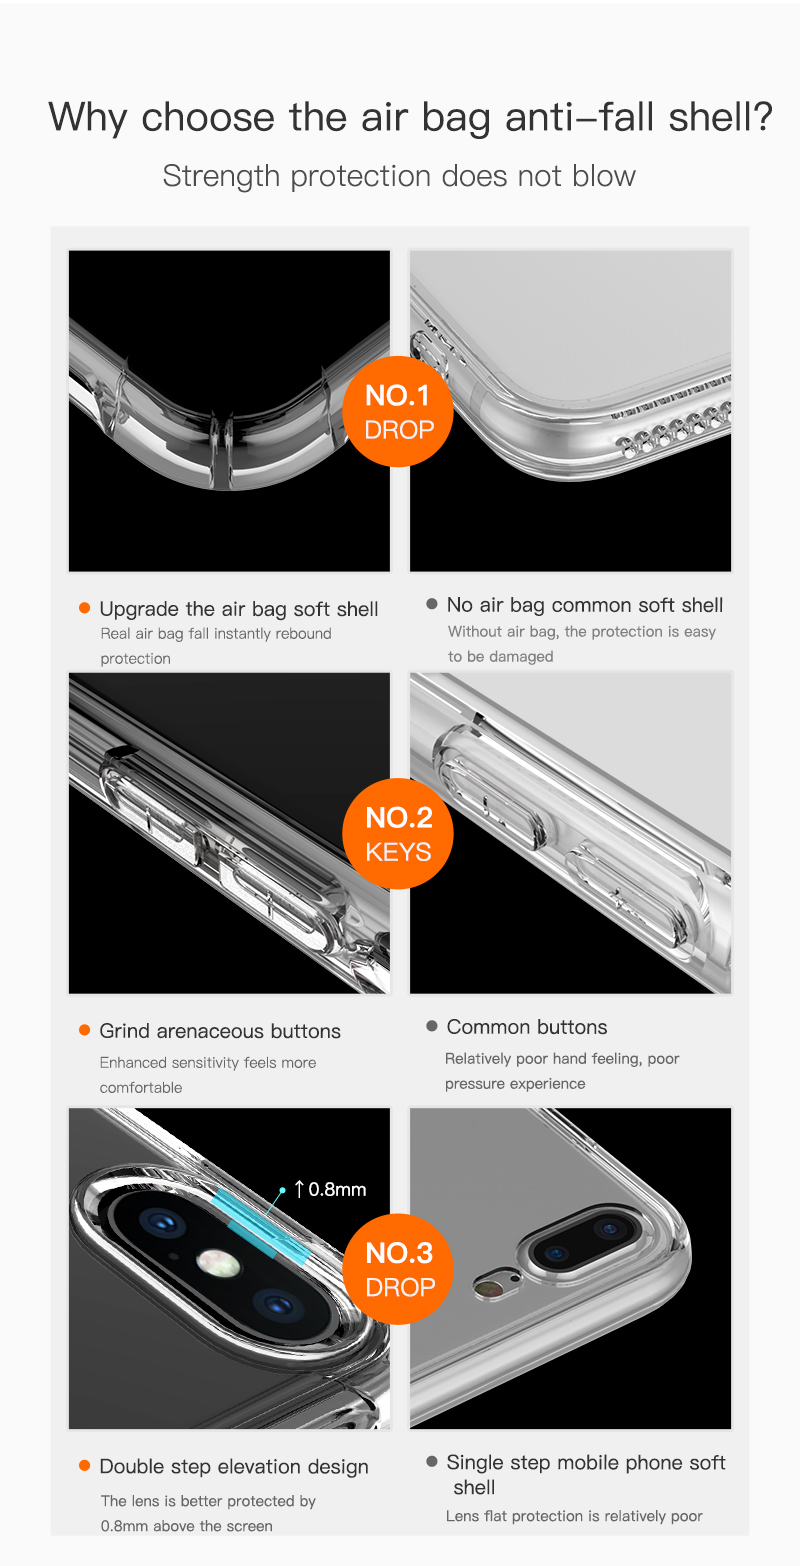 Why choose the air bag anti-fall shell?
Strength protection does not blow
NO.1
DROP
Upgrade the air bag soft shell
Real air bag fall instantly rebound
protection
No air bag common soft shell
Without air bag, the protection is easy
to be damaged
NO.2
KEYS
Grind arenaceous buttons
Enhanced sensitivity feels more
comfortable
Common buttons
Relatively poor hand feeling, poor
pressure experience
↑0.8mm
NO.3
DROP
Double step elevation design
The lens is better protected by
0.8mm above the screen
Single step mobile phone soft
shell
Lens flat protection is relatively poor